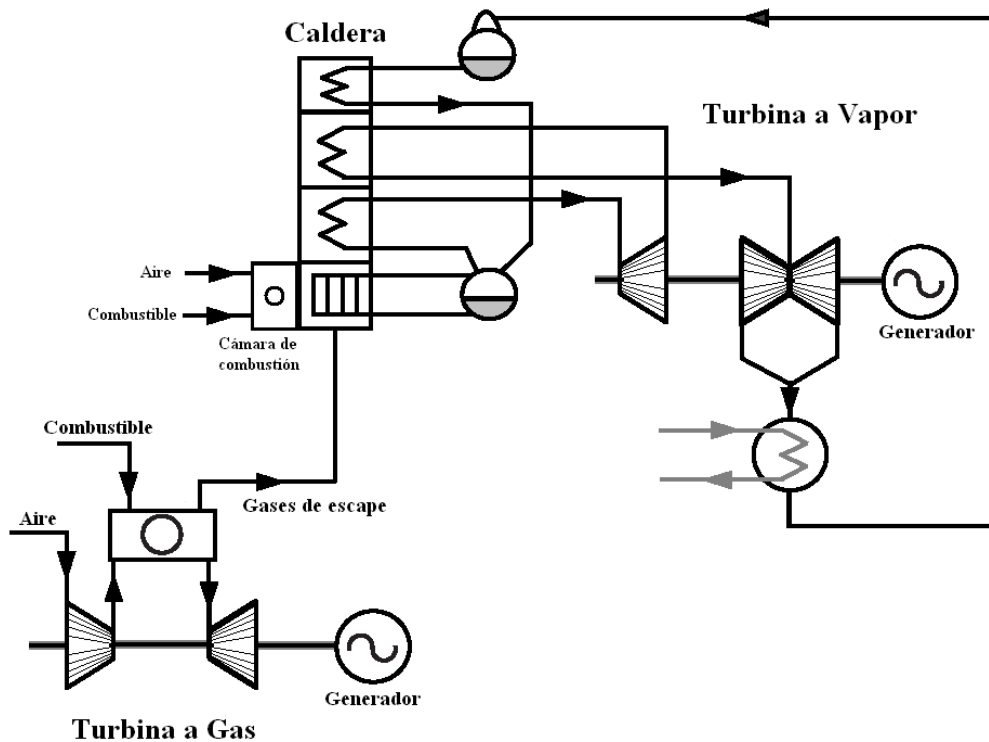 Caldera
Turbina a Vapor
Aire
Combustible
Cámara de
combustión
Generador
Combustible
Gases de escape
Aire
Generador
Turbina a Gas